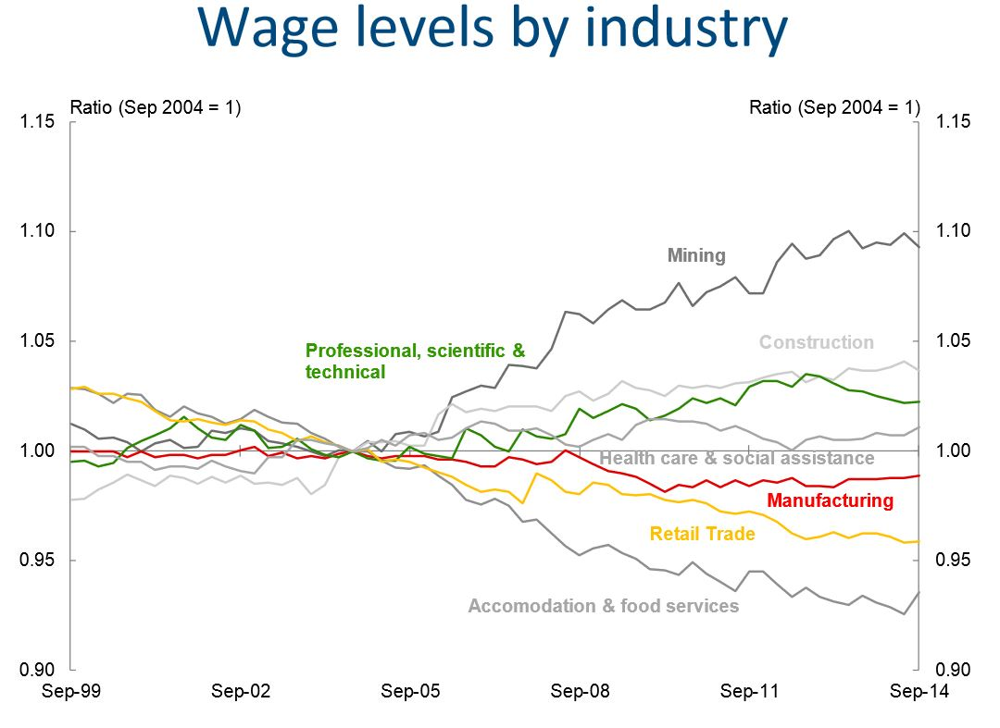 Wage levels by industry
Ratio (Sep 2004 = 1)
Ratio (Sep 2004 = 1)
1.15
1.15
1.10
1.10
Mining
1.05
1.05
Construction
Professional, scientific &
technical
1.00
1.00
Health care & social assistance
Manufacturing
Retail Trade
0.95
0.95
Accomodation & food services
0.90
0.90
Sep-99
Sep-02
Sep-05
Sep-08
Sep-11
Sep-14